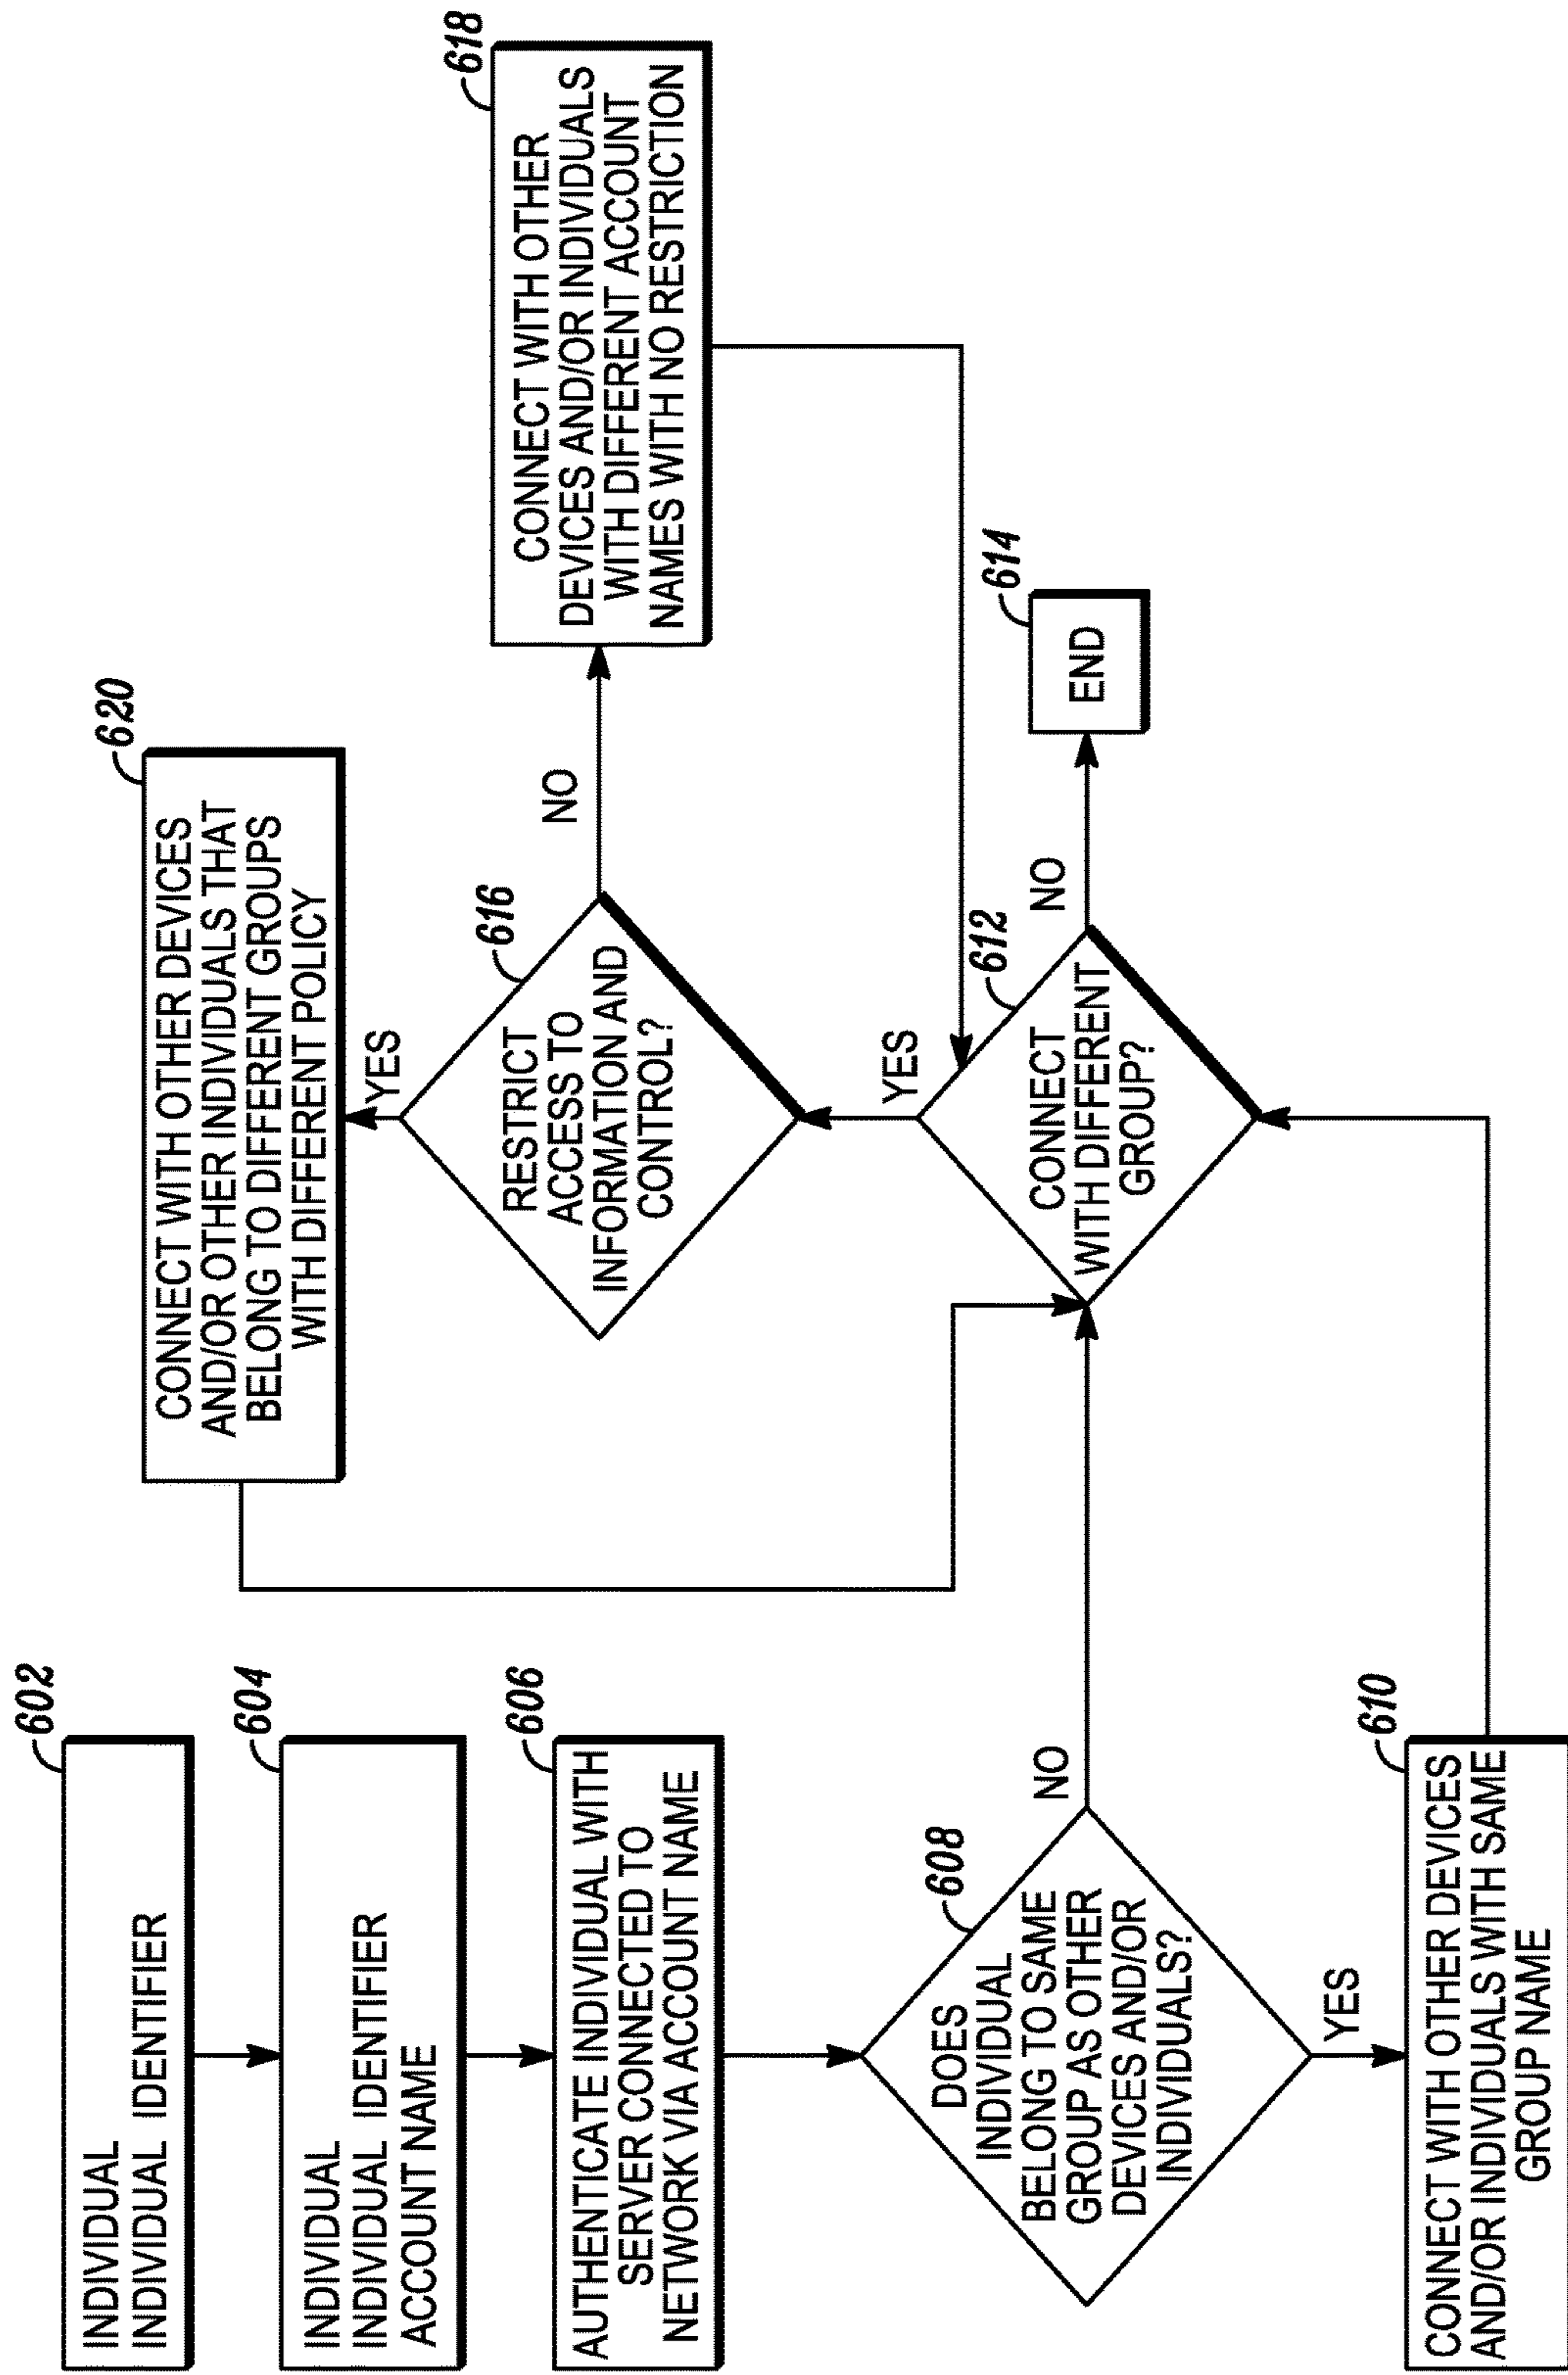 602
INDIVIDUAL
INDIVIDUAL IDENTIFIER
604
INDIVIDUAL
INDIVIDUAL IDENTIFIER
ACCOUNT NAME
606
AUTHENTICATE INDIVIDUAL WITH
SERVER CONNECTED TO
NETWORK VIA ACCOUNT NAME
608
DOES
INDIVIDUAL
BELONG TO SAME
GROUP AS OTHER
DEVICES AND/OR
INDIVIDUALS?
NO
YES
610
CONNECT WITH OTHER DEVICES
AND/OR INDIVIDUALS WITH SAME
GROUP NAME
620
CONNECT WITH OTHER DEVICES
AND/OR OTHER INDIVIDUALS THAT
BELONG TO DIFFERENT GROUPS
WITH DIFFERENT POLICY
YES
616
RESTRICT
ACCESS TO
INFORMATION AND
CONTROL?
NO
YES
612
CONNECT
WITH DIFFERENT
GROUP?
NO
614
END
618
CONNECT WITH OTHER
DEVICES AND/OR INDIVIDUALS
WITH DIFFERENT ACCOUNT
NAMES WITH NO RESTRICTION